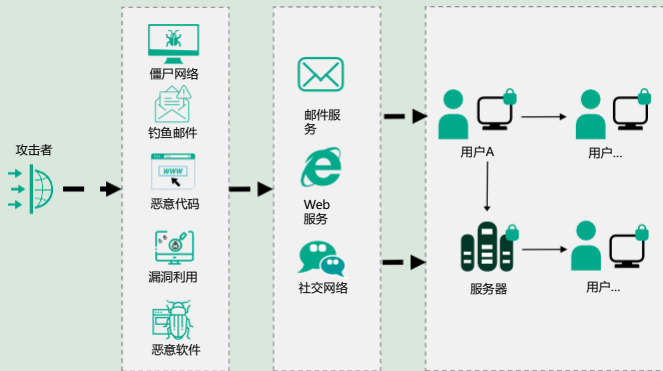 攻击者
僵尸网络
钓鱼邮件
WWW
恶意代码
漏洞利用
恶意软件
邮件服
务
Web
服务
社交网络
用户A
用户...
服务器
用户...